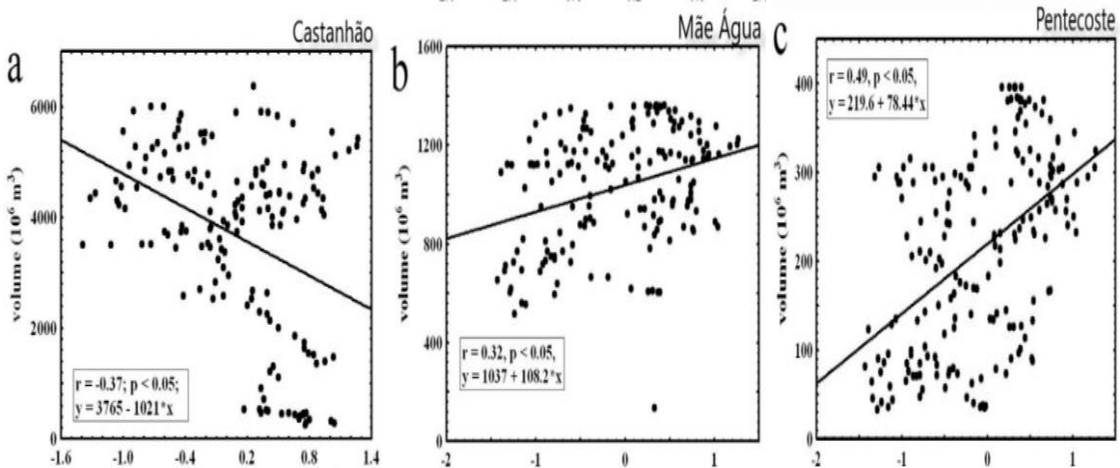 a
Castanhão
volume (10⁶ m³)
6000
4000
2000
0
r = -0.37; p < 0.05;
y = 3765 - 1021*x
-1.6 -1.0 -0.4 0.2 0.8 1.4
b
Mãe Água
volume (10⁶ m³)
1600
1200
800
400
0
r = 0.32, p < 0.05,
y = 1037 + 108.2*x
-2 -1 0 1
c
Pentecoste
volume (10⁶ m³)
400
300
200
100
0
r = 0.49, p < 0.05,
y = 219.6 + 78.44*x
-2 -1 0 1